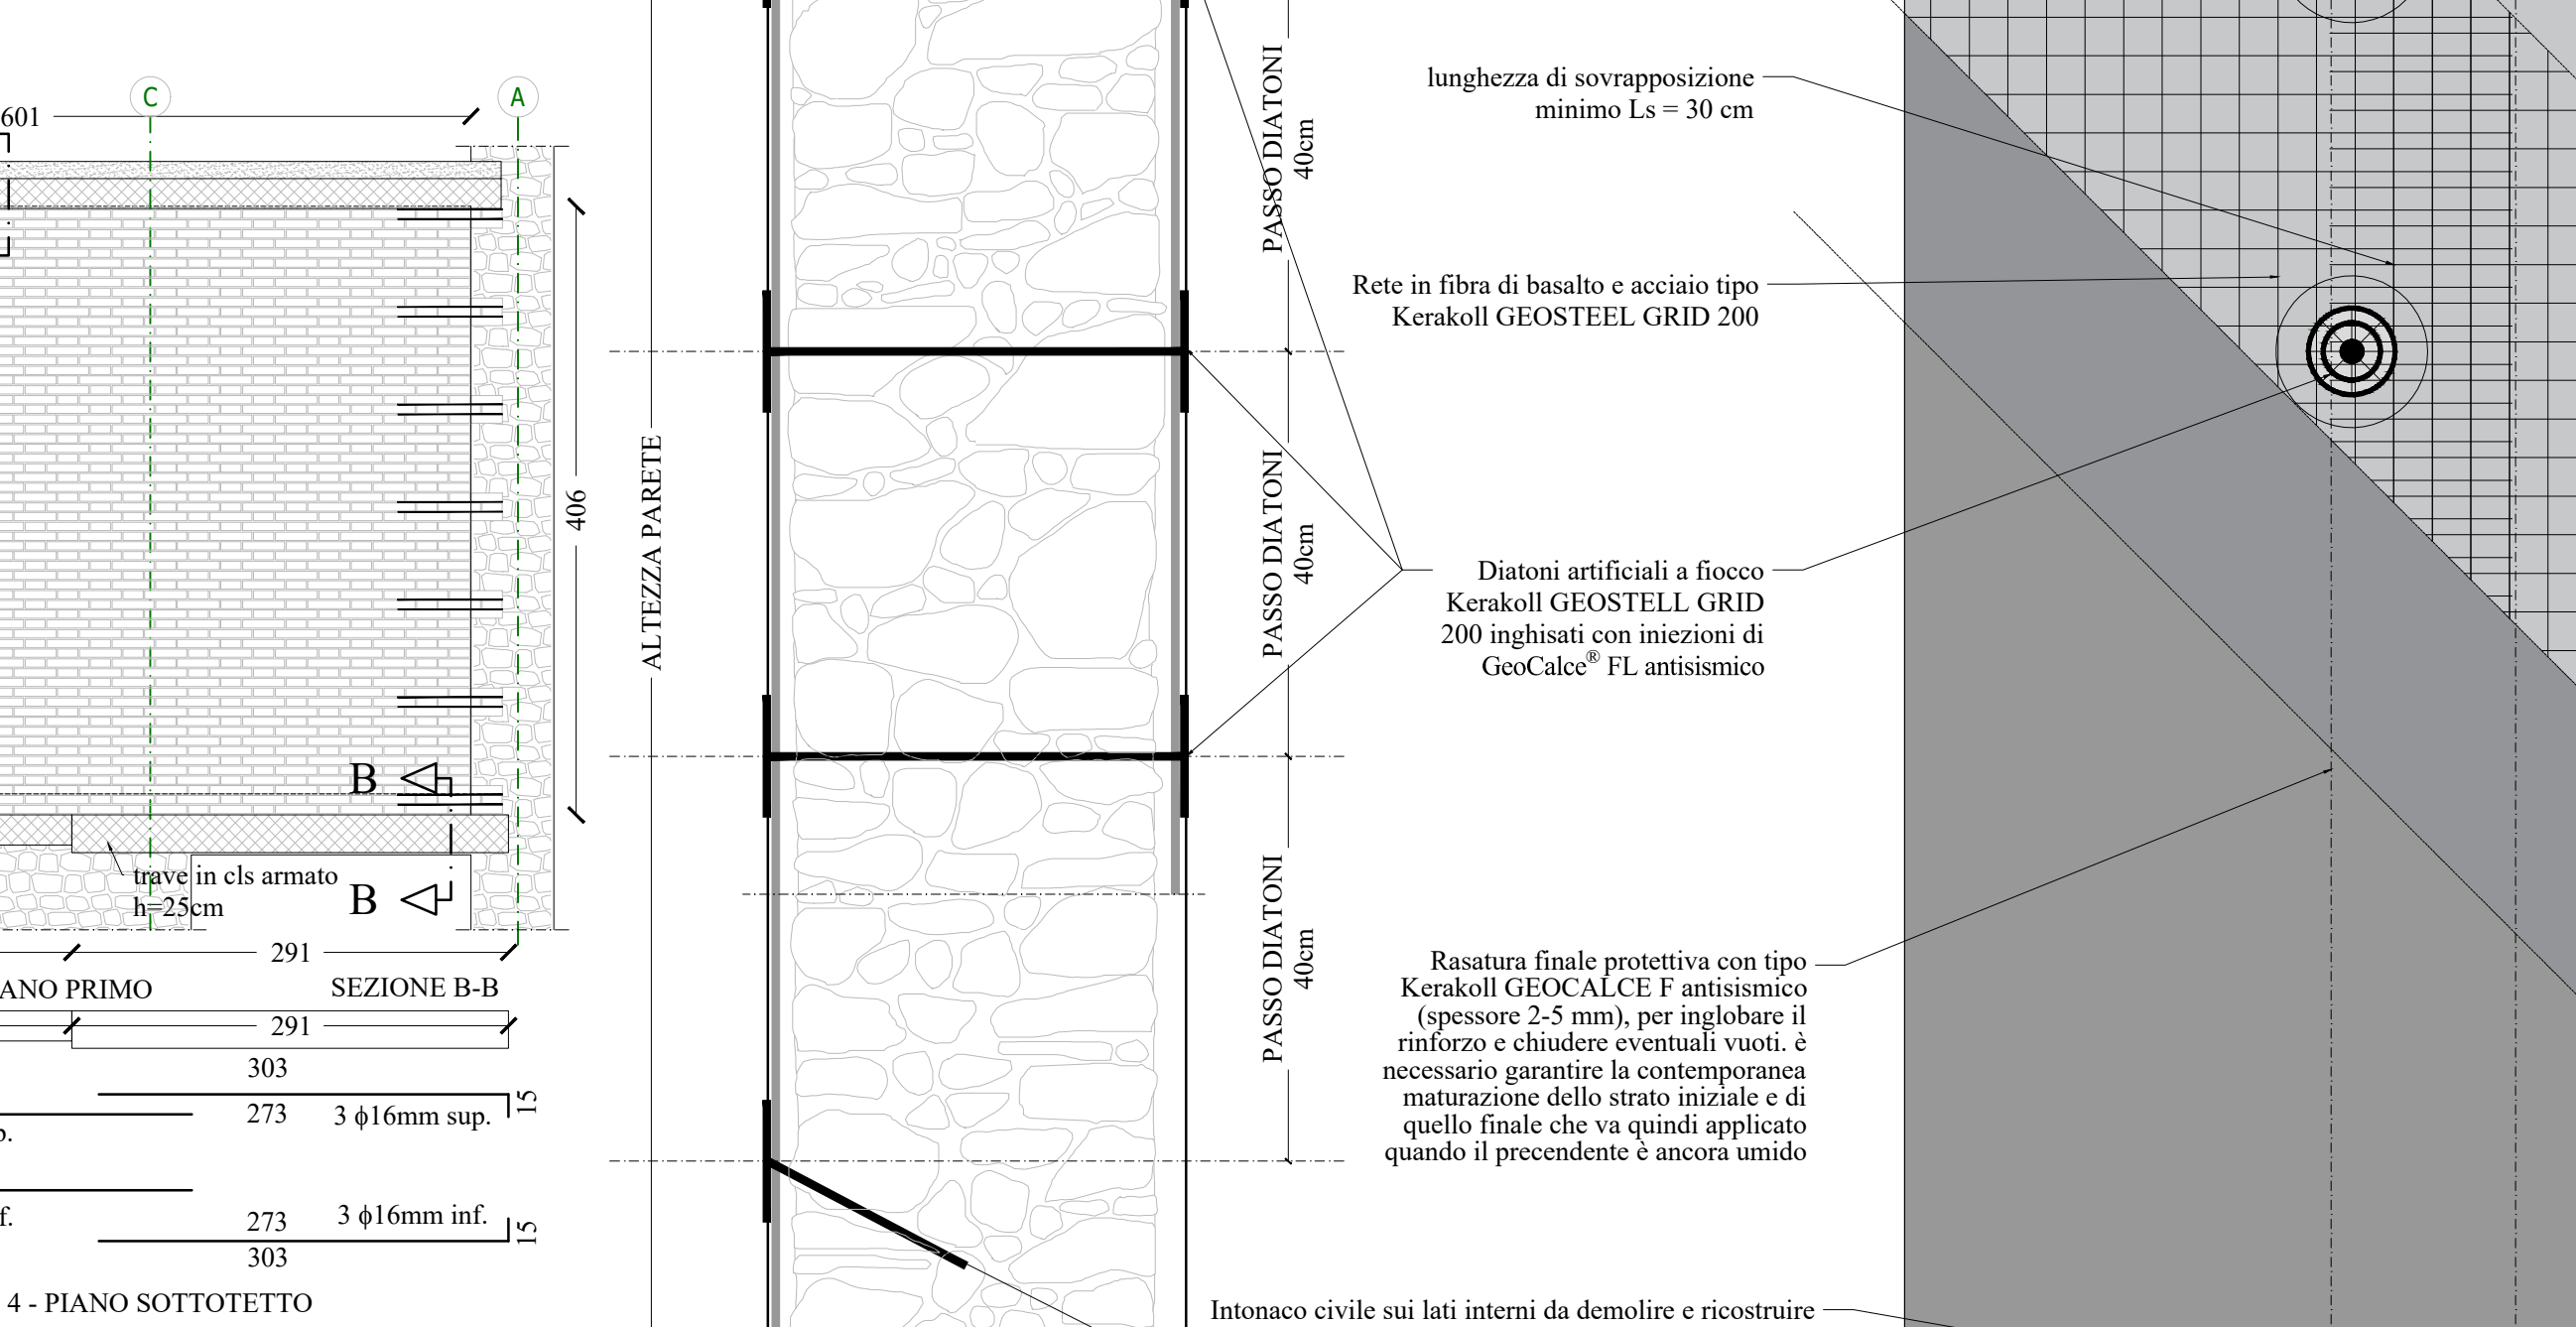 C
A
601
406
B
trave in cls armato
h=25cm
B
291
ANO PRIMO
SEZIONE B-B
291
303
273
3 ϕ16mm sup.
15
p.
f.
273
3 ϕ16mm inf.
15
303
4 - PIANO SOTTOTETTO
ALTEZZA PARETE
PASSO DIATONI
40cm
PASSO DIATONI
40cm
PASSO DIATONI
40cm
lunghezza di sovrapposizione
minimo Ls = 30 cm
Rete in fibra di basalto e acciaio tipo
Kerakoll GEOSTEEL GRID 200
Diatoni artificiali a fiocco
Kerakoll GEOSTELL GRID
200 inghisati con iniezioni di
GeoCalce® FL antisismico
Rasatura finale protettiva con tipo
Kerakoll GEOCALCE F antisismico
(spessore 2-5 mm), per inglobare il
rinforzo e chiudere eventuali vuoti. è
necessario garantire la contemporanea
maturazione dello strato iniziale e di
quello finale che va quindi applicato
quando il precendente è ancora umido
Intonaco civile sui lati interni da demolire e ricostruire